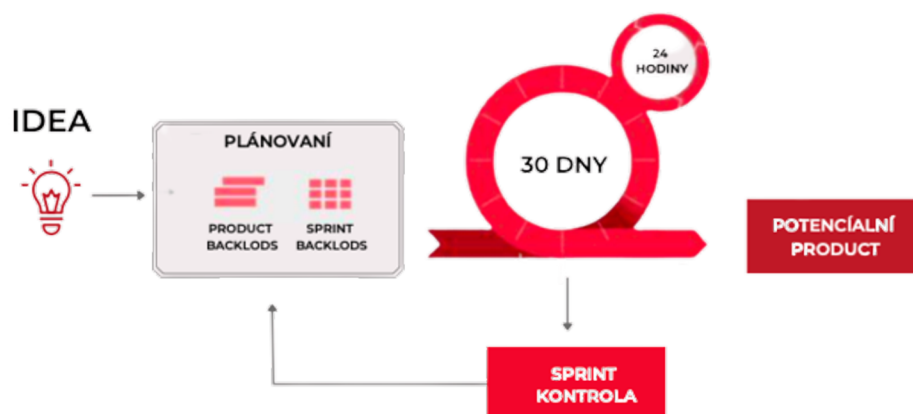 IDEA
PLÁNOVANÍ
PRODUCT
BACKLODS
SPRINT
BACKLODS
24
HODINY
30 DNY
POTENCÍALNÍ
PRODUCT
SPRINT
KONTROLA